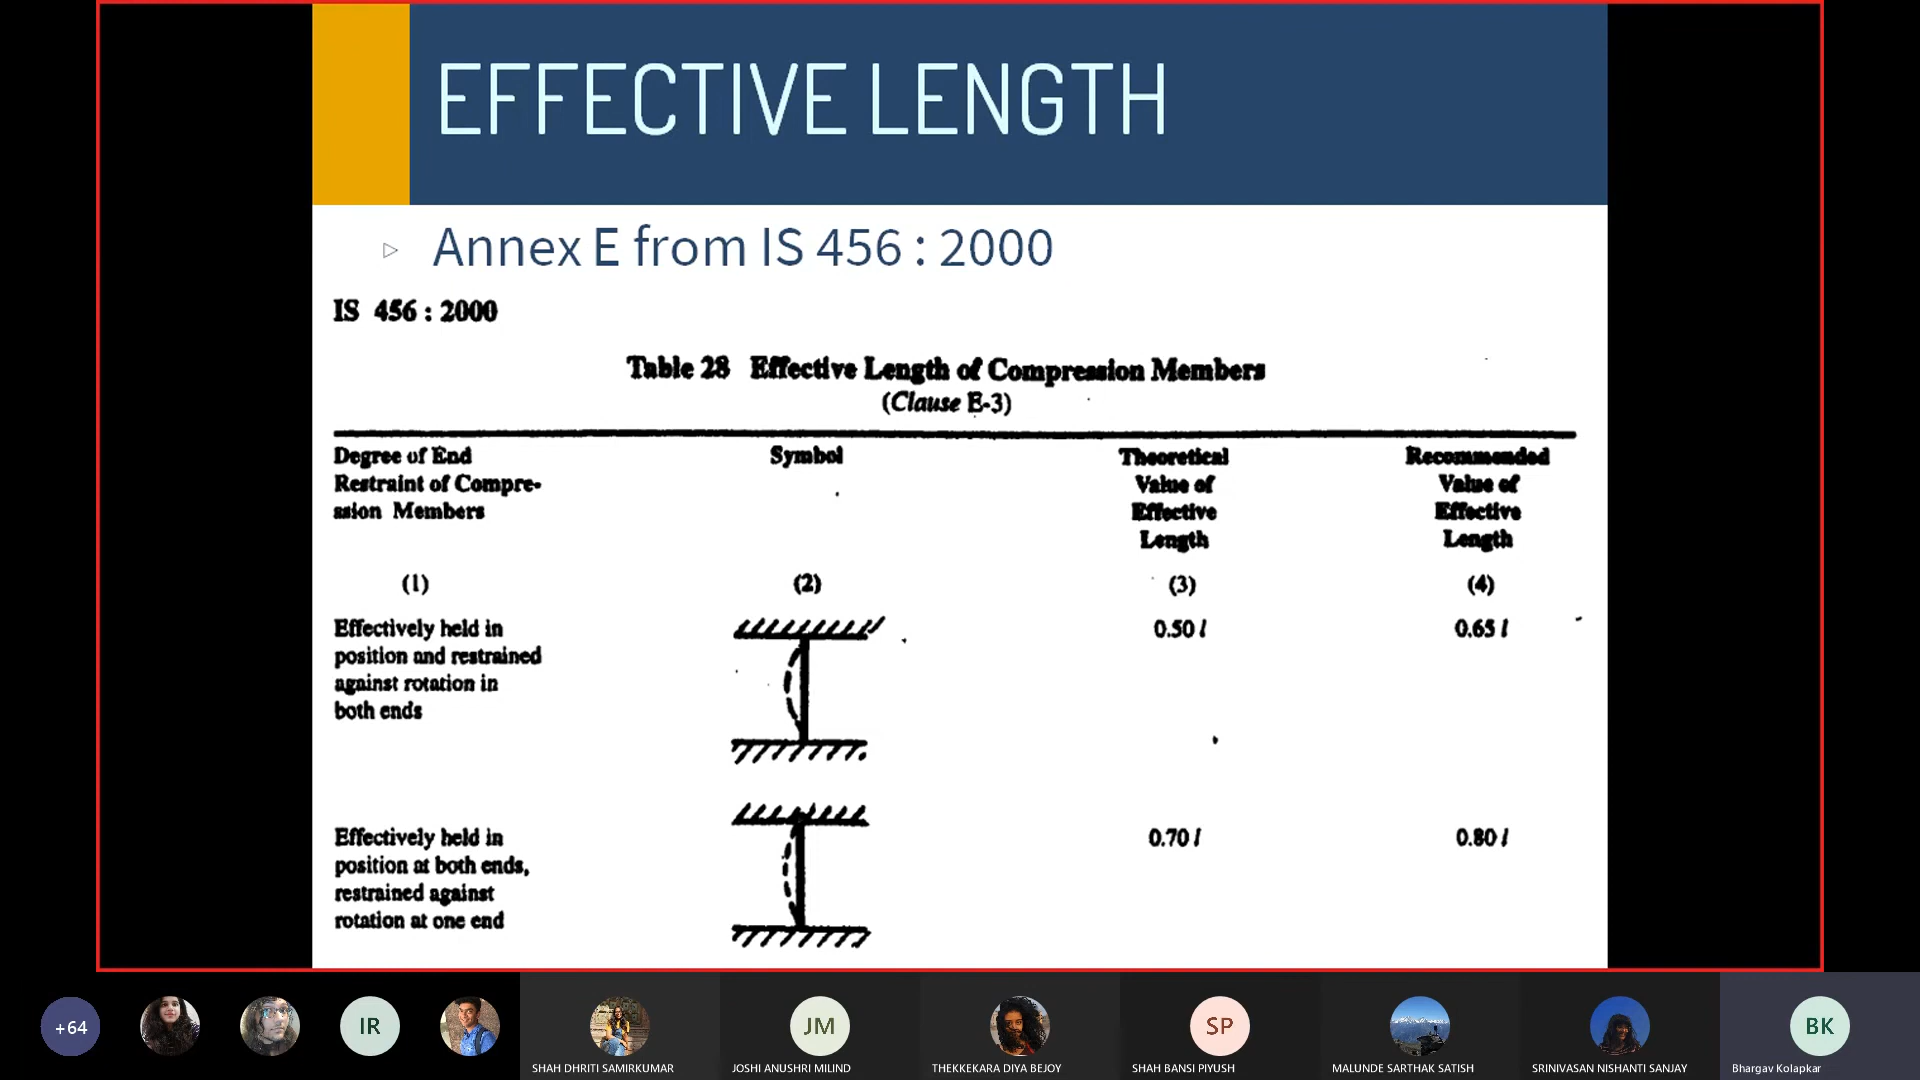 EFFECTIVE LENGTH
Annex E from IS 456 : 2000
IS 456 : 2000
Table 28 Effective Length of Compression Members
(Clause E-3)
Degree of End
Restraint of Compre-
ssion Members
Symbol
Theoretical
Value of
Effective
Length
Recommended
Value of
Effective
Length
(1)
(2)
(3)
(4)
Effectively held in
position and restrained
against rotation in
both ends
0.50 l
0.65 l
Effectively held in
position at both ends,
restrained against
rotation at one end
0.70 l
0.80 l
+64
IR
JM
SP
BK
SHAH DHRITI SAMIRKUMAR
JOSHI ANUSHRI MILIND
THEKKEKARA DIYA BEJOY
SHAH BANSI PIYUSH
MALUNDE SARTHAK SATISH
SRINIVASAN NISHANTI SANJAY
Bhargav Kolapkar